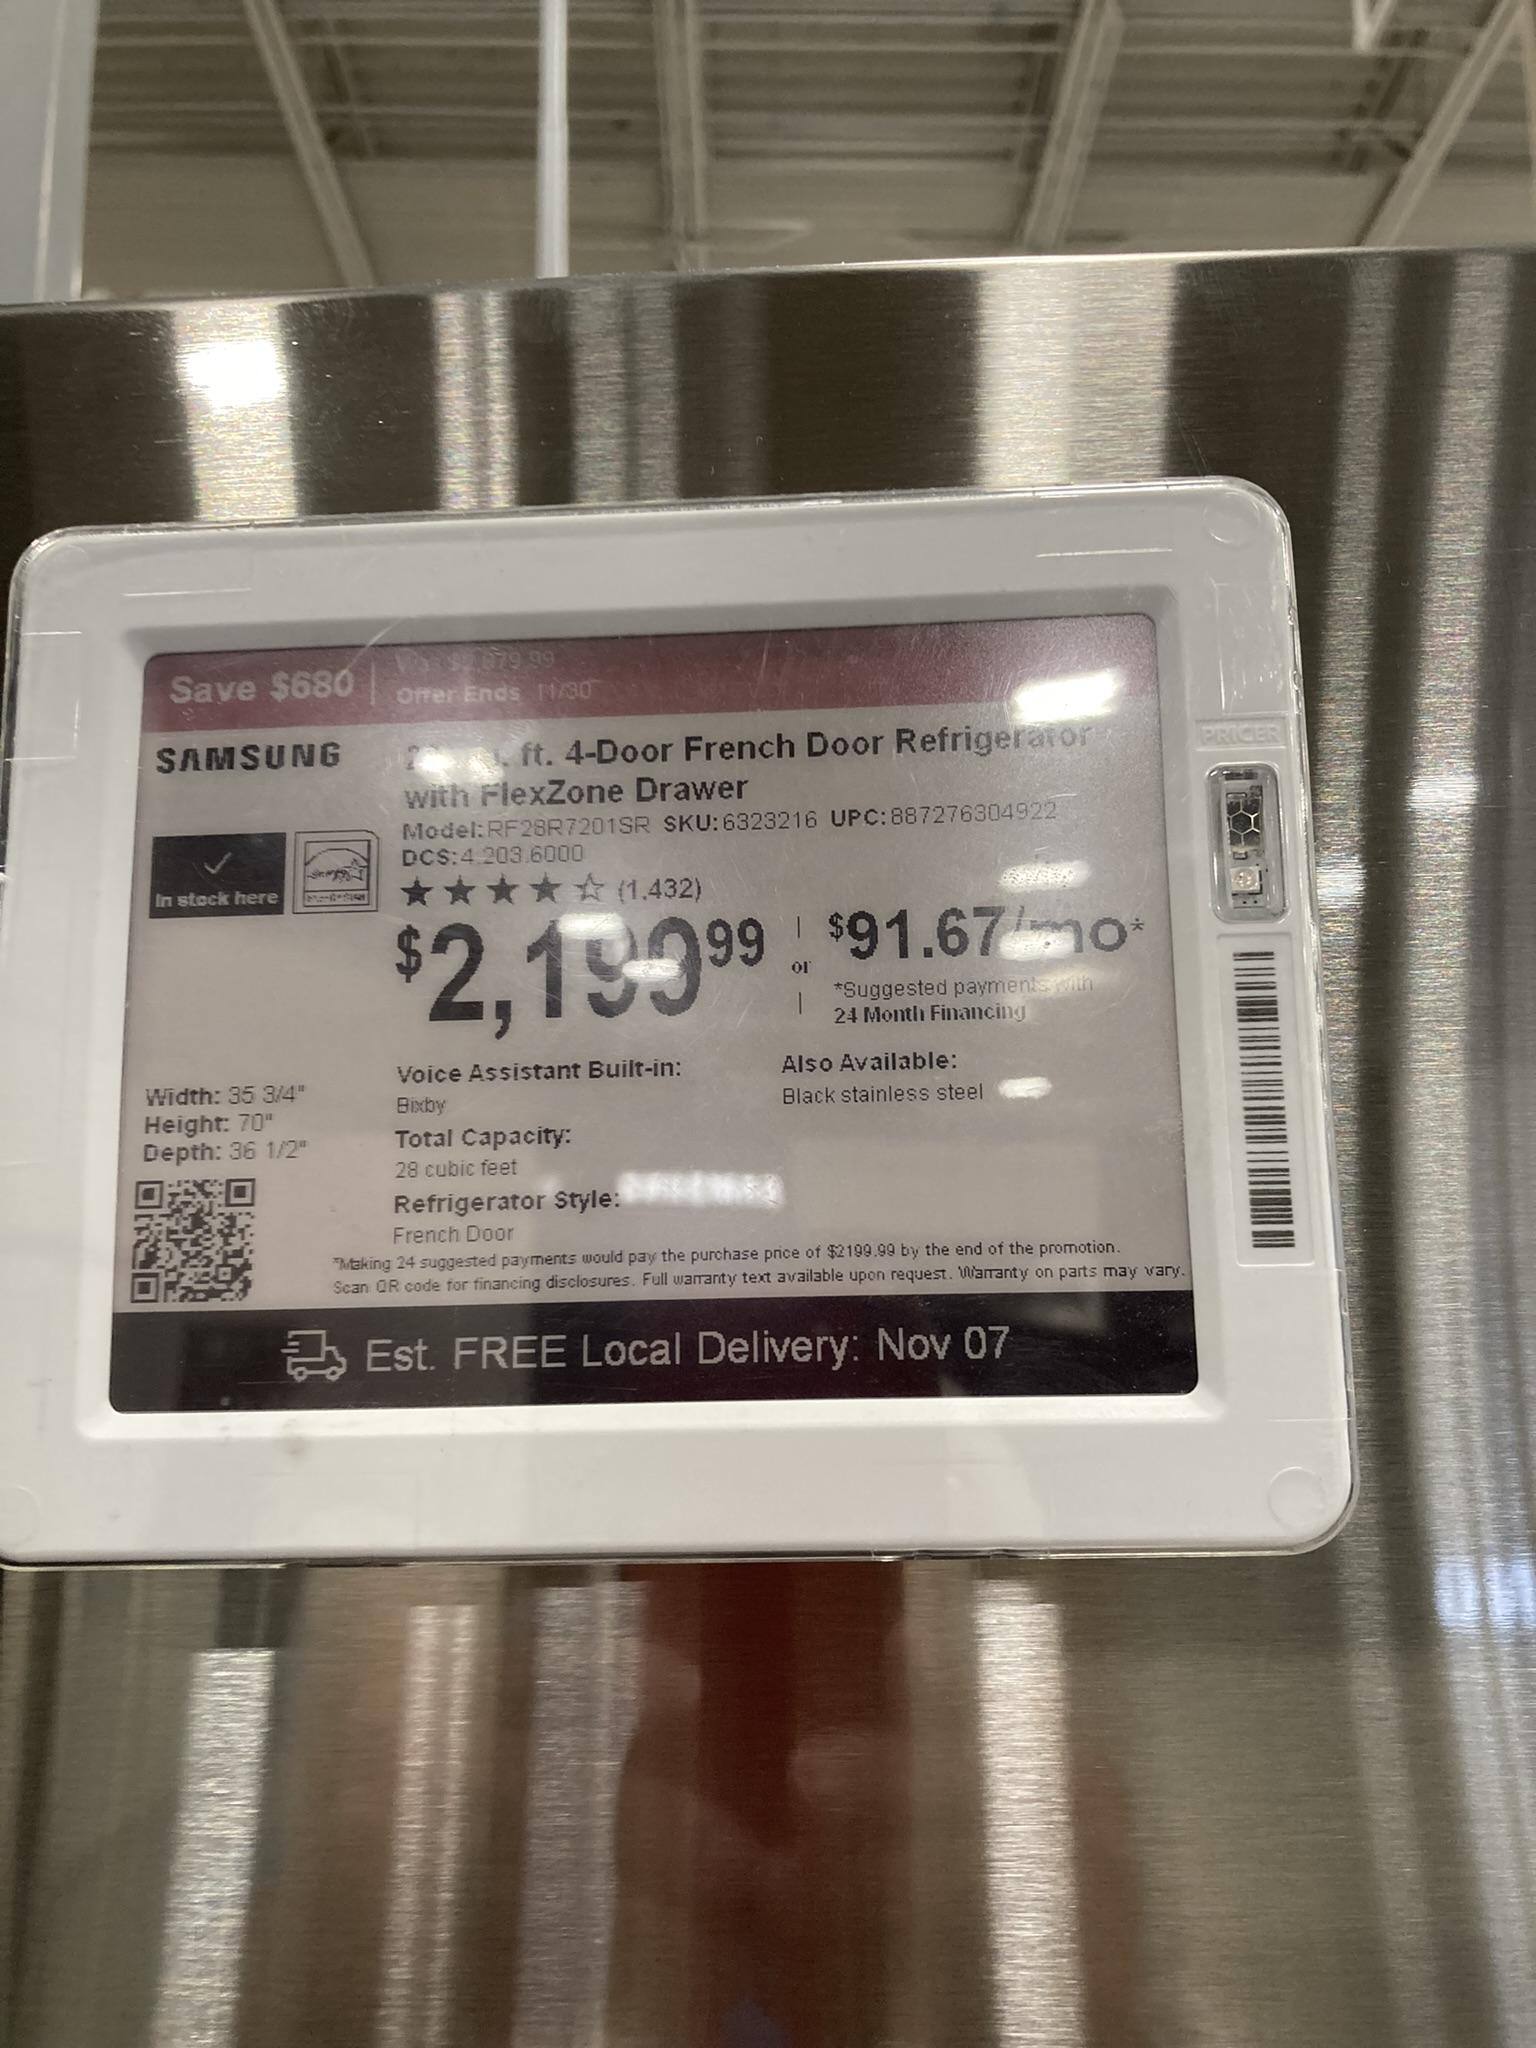 Save $680
Offer Ends 11/30
SAMSUNG
ft. 4-Door French Door Refrigerator
with FlexZone Drawer
Model:RF28R7201SR SKU:6323216 UPC:887276304922
DCS:4.203.6000
In stock here
(1,432)
$2,199 99
or
$91.67/mo*
*Suggested payments with
24 Month Financing
Width: 35 3/4"
Height: 70"
Depth: 36 1/2"
Voice Assistant Built-in:
Bixby
Total Capacity:
28 cubic feet
Refrigerator Style:
French Door
Also Available:
Black stainless steel
*Making 24 suggested payments would pay the purchase price of $2199.99 by the end of the promotion.
Scan QR code for financing disclosures. Full warranty text available upon request. Warranty on parts may vary.
Est. FREE Local Delivery: Nov 07
PRICER